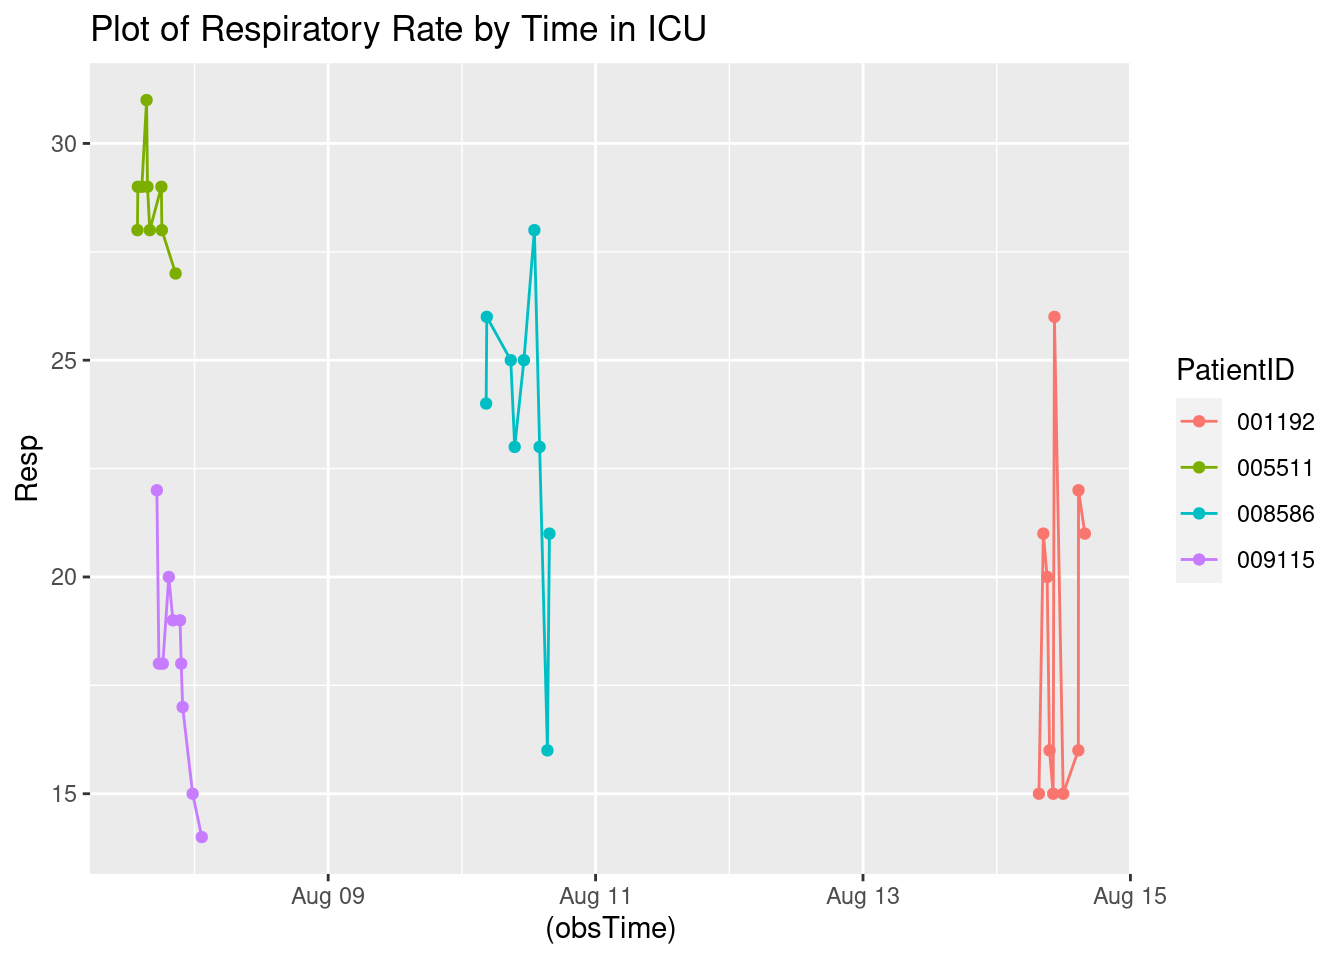 Plot of Respiratory Rate by Time in ICU
30
25
20
15
Resp
Aug 09
Aug 11
Aug 13
Aug 15
(obsTime)
PatientID
001192
005511
008586
009115